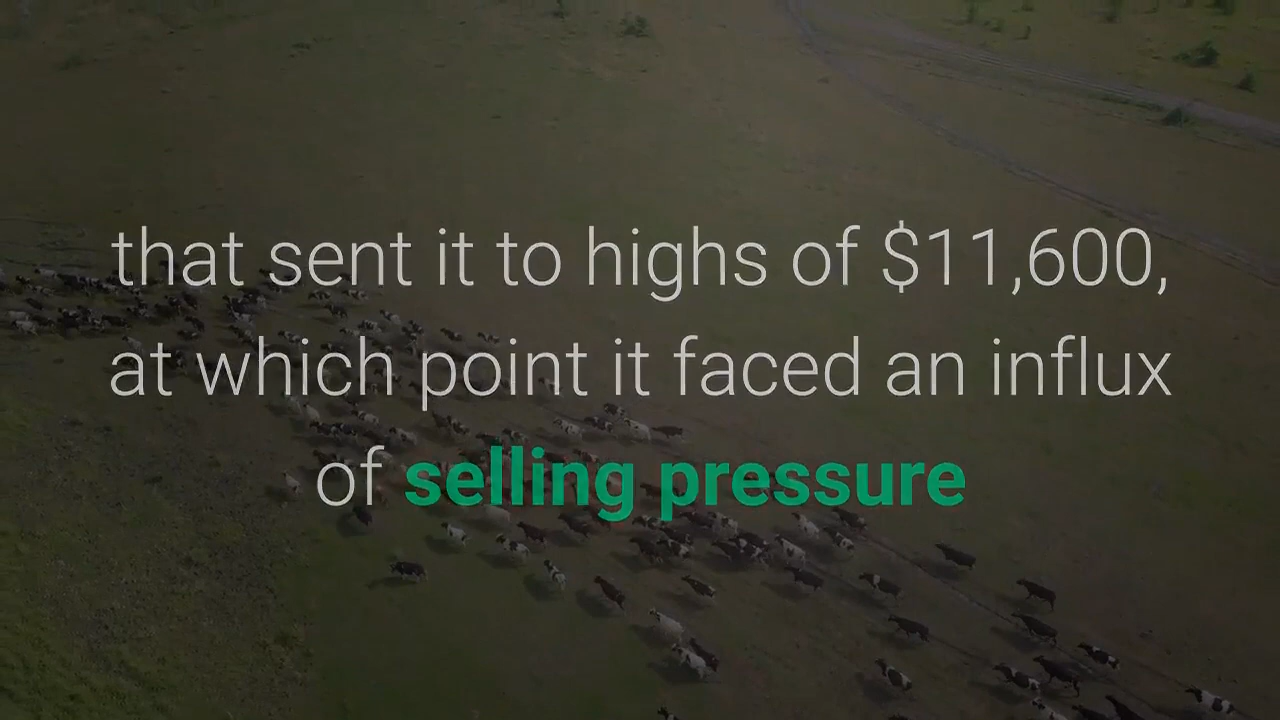 that sent it to highs of $11,600,
at which point it faced an influx
of selling pressure